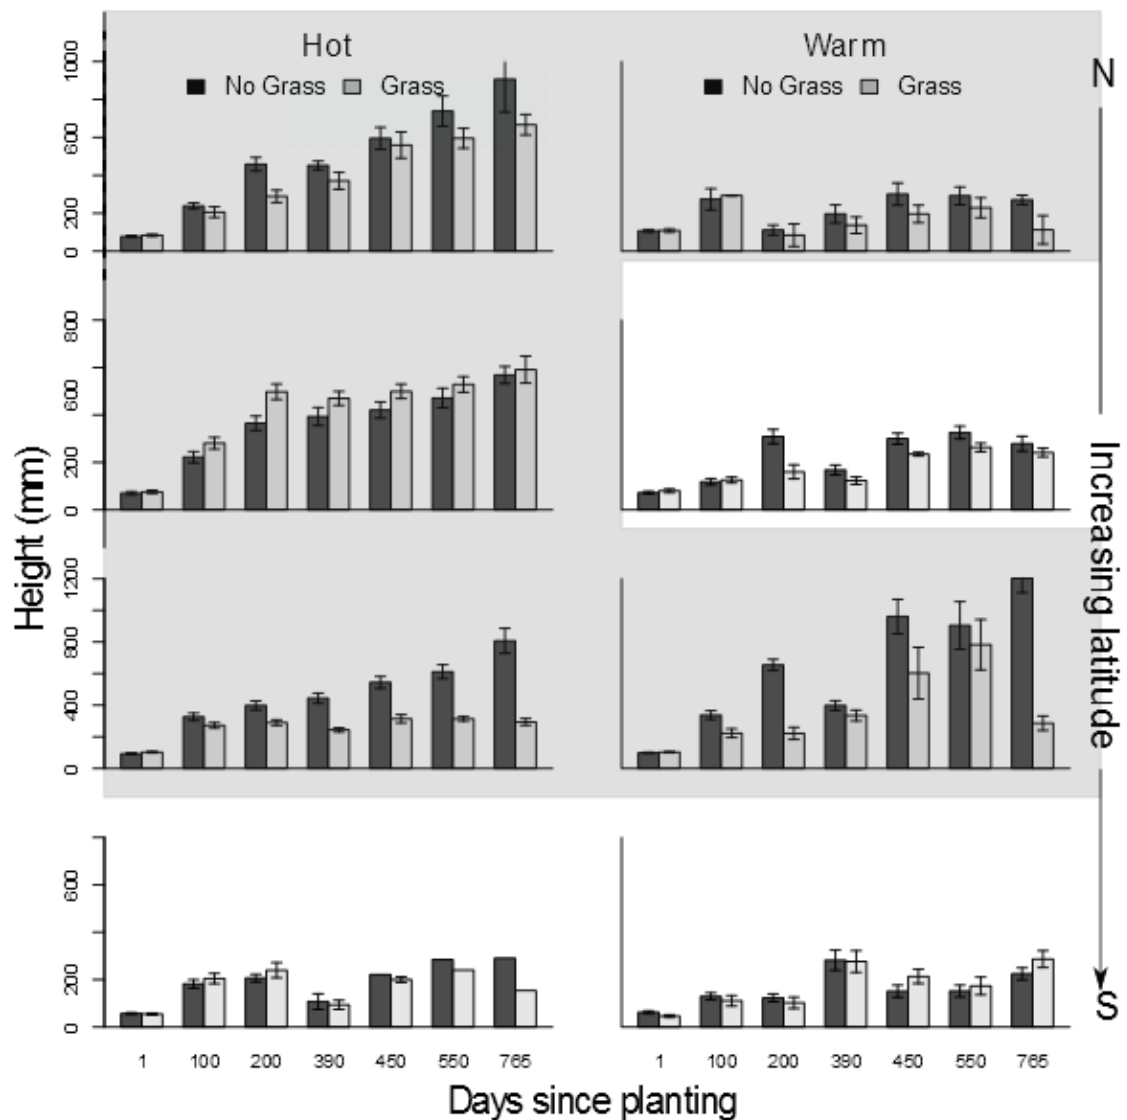 Hot
Warm
N
No Grass
Grass
No Grass
Grass
1000
600
200
0
800
600
200
0
Height (mm)
Increasing latitude
1200
800
400
0
600
200
0
S
1 100 200 390 450 550 765
1 100 200 390 450 550 765
Days since planting